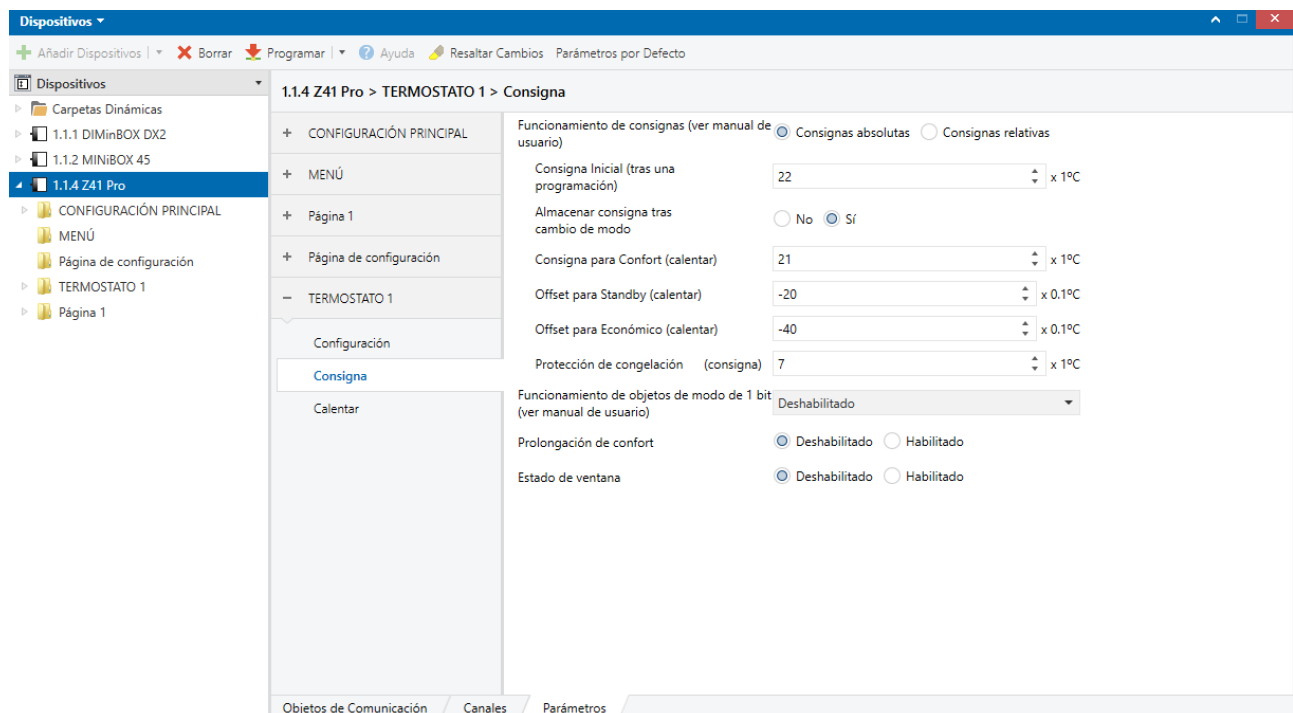 Dispositivos
Añadir Dispositivos Borrar Programar Ayuda Resaltar Cambios Parámetros por Defecto
Dispositivos
Carpetas Dinámicas
1.1.1 DIMinBOX DX2
1.1.2 MINiBOX 45
1.1.4 Z41 Pro
CONFIGURACIÓN PRINCIPAL
MENÚ
Página de configuración
TERMOSTATO 1
Página 1
1.1.4 Z41 Pro > TERMOSTATO 1 > Consigna
+ CONFIGURACIÓN PRINCIPAL
+ MENÚ
+ Página 1
+ Página de configuración
− TERMOSTATO 1
Configuración
Consigna
Calentar
Funcionamiento de consignas (ver manual de
usuario)
Consignas absolutas Consignas relativas
Consigna Inicial (tras una
programación)
22 x 1ºC
Almacenar consigna tras
cambio de modo
No Sí
Consigna para Confort (calentar) 21 x 1ºC
Offset para Standby (calentar) -20 x 0.1ºC
Offset para Económico (calentar) -40 x 0.1ºC
Protección de congelación (consigna) 7 x 1ºC
Funcionamiento de objetos de modo de 1 bit
(ver manual de usuario)
Deshabilitado
Prolongación de confort Deshabilitado Habilitado
Estado de ventana Deshabilitado Habilitado
Objetos de Comunicación Canales Parámetros